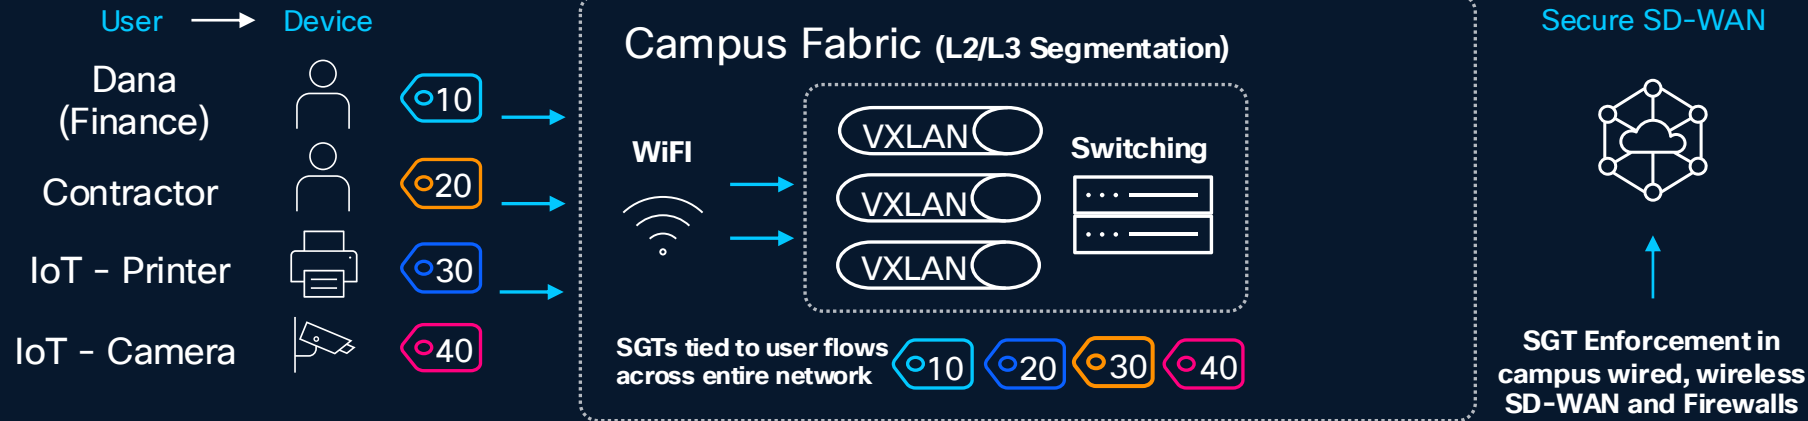 User Device
Dana
(Finance)
10
Contractor
20
IoT - Printer
30
IoT - Camera
40
Campus Fabric (L2/L3 Segmentation)
WiFI
VXLAN
VXLAN
VXLAN
Switching
SGTs tied to user flows
across entire network
10 20 30 40
Secure SD-WAN
SGT Enforcement in
campus wired, wireless
SD-WAN and Firewalls